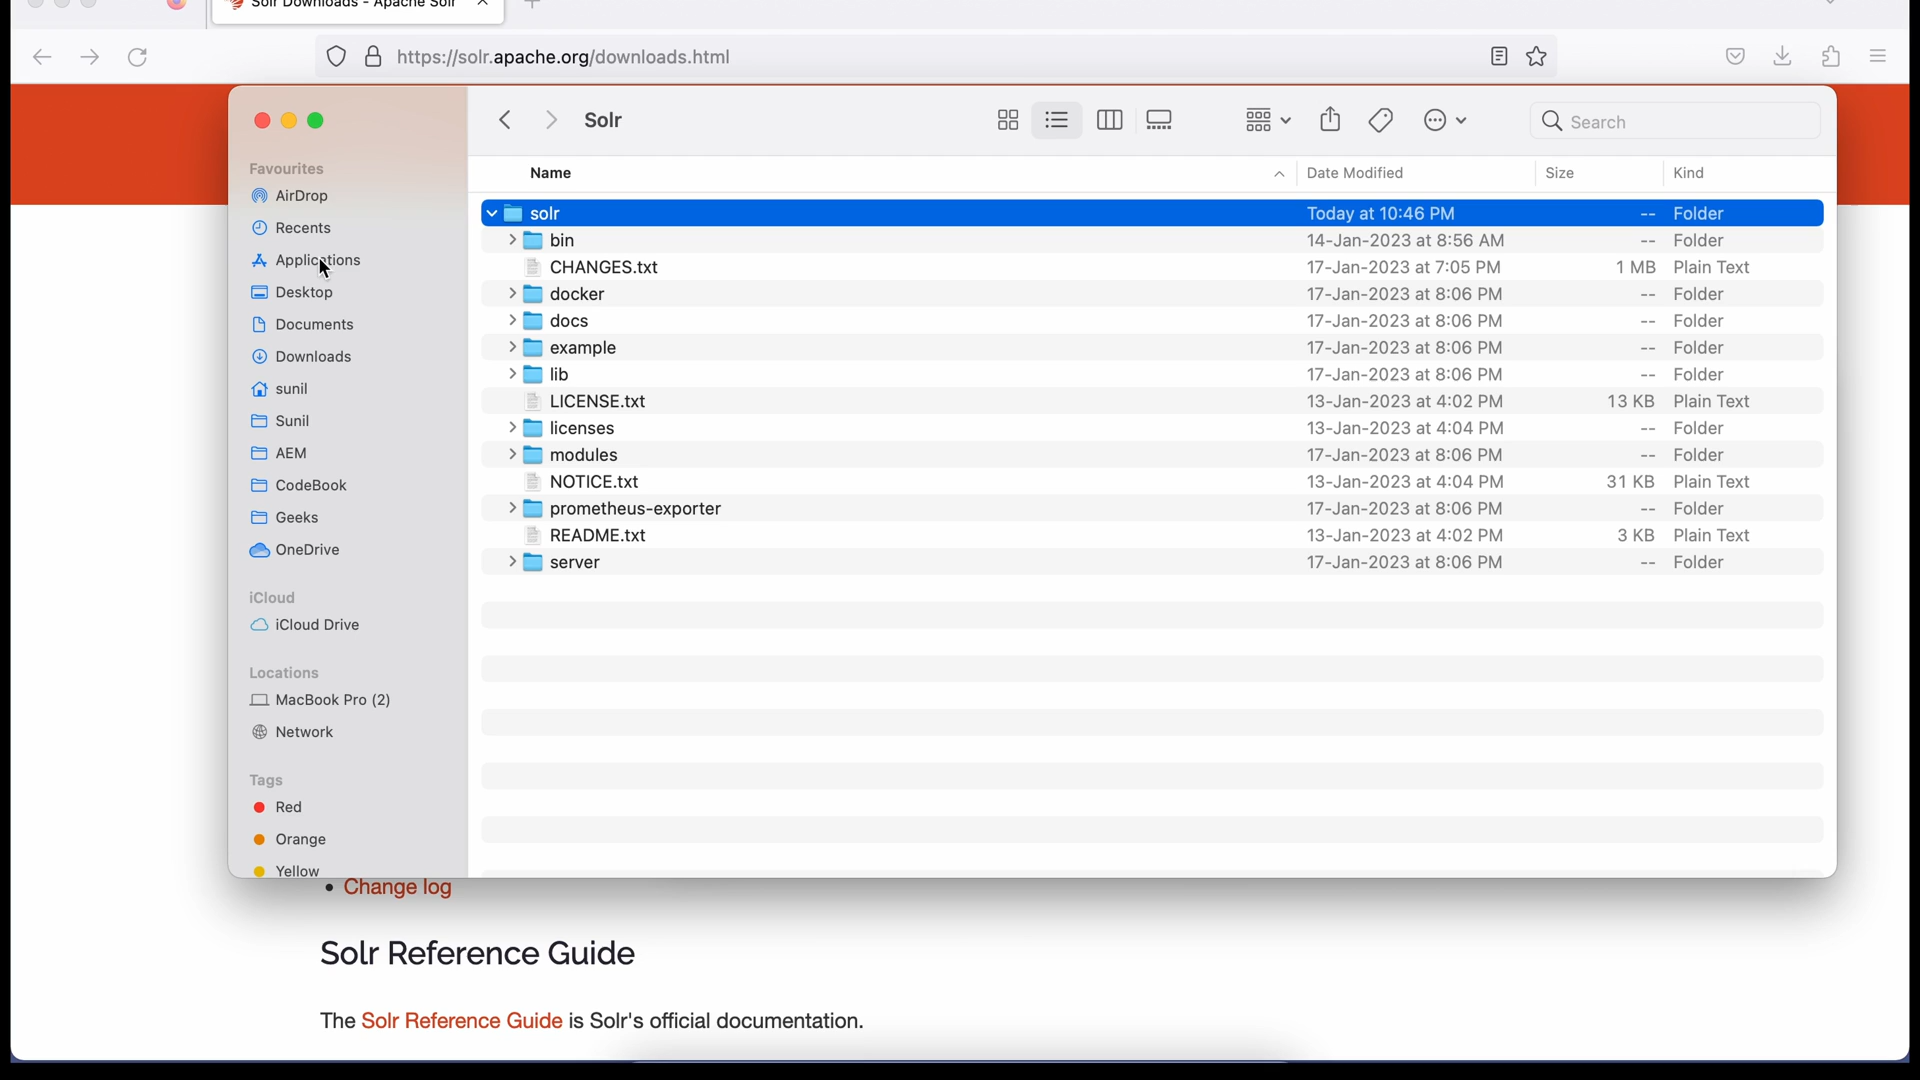 Solr Downloads - Apache Solr
https://solr.apache.org/downloads.html
Solr
Search
Favourites
AirDrop
Recents
Applications
Desktop
Documents
Downloads
sunil
Sunil
AEM
CodeBook
Geeks
OneDrive
iCloud
iCloud Drive
Locations
MacBook Pro (2)
Network
Tags
Red
Orange
Yellow
Name Date Modified Size Kind
solr Today at 10:46 PM -- Folder
bin 14-Jan-2023 at 8:56 AM -- Folder
CHANGES.txt 17-Jan-2023 at 7:05 PM 1 MB Plain Text
docker 17-Jan-2023 at 8:06 PM -- Folder
docs 17-Jan-2023 at 8:06 PM -- Folder
example 17-Jan-2023 at 8:06 PM -- Folder
lib 17-Jan-2023 at 8:06 PM -- Folder
LICENSE.txt 13-Jan-2023 at 4:02 PM 13 KB Plain Text
licenses 13-Jan-2023 at 4:04 PM -- Folder
modules 17-Jan-2023 at 8:06 PM -- Folder
NOTICE.txt 13-Jan-2023 at 4:04 PM 31 KB Plain Text
prometheus-exporter 17-Jan-2023 at 8:06 PM -- Folder
README.txt 13-Jan-2023 at 4:02 PM 3 KB Plain Text
server 17-Jan-2023 at 8:06 PM -- Folder
• Change log
Solr Reference Guide
The Solr Reference Guide is Solr's official documentation.